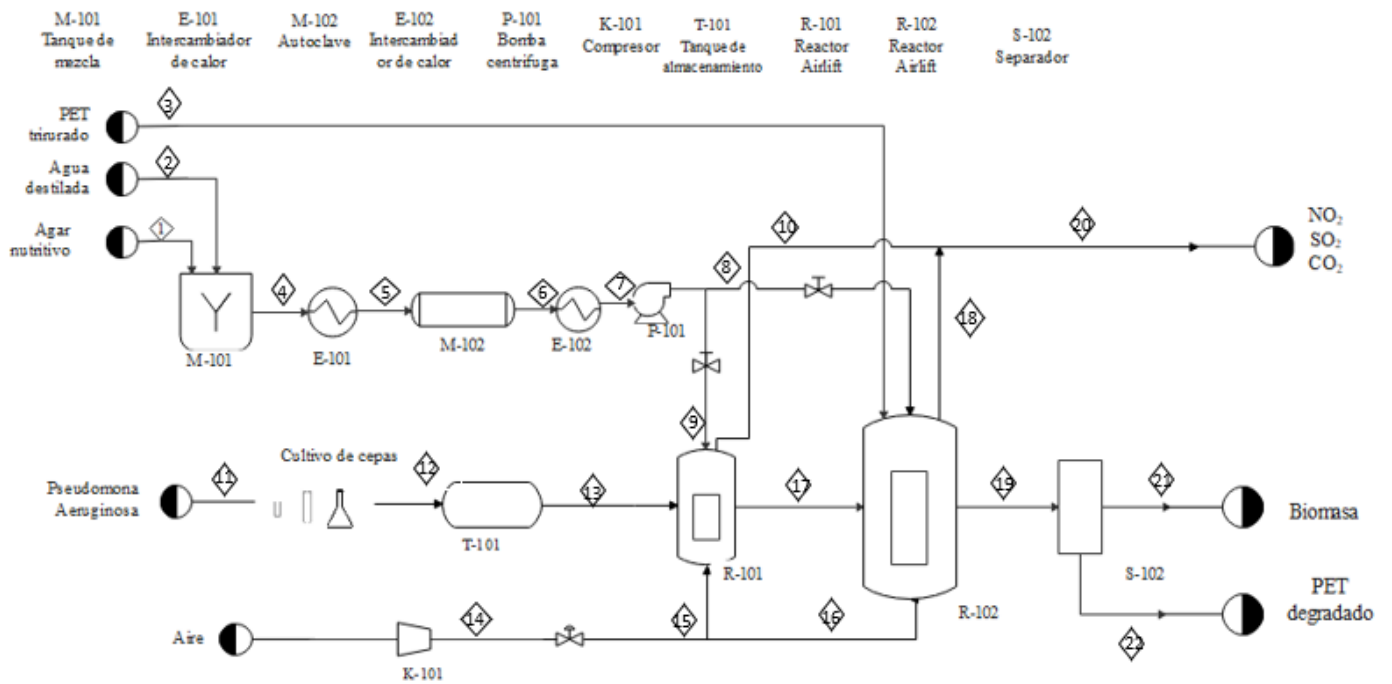 M-101
Tanque de
mezcla
E-101
Intercambiador
de calor
M-102
Autoclave
E-102
Intercambiad
or de calor
P-101
Bomba
centrifuga
K-101
Compresor
T-101
Tanque de
almacenamiento
R-101
Reactor
Airlift
R-102
Reactor
Airlift
S-102
Separador
PET
trirurado
3
Agua
destilada
2
Agar
nutritivo
1
10
20
NO₂
SO₂
CO₂
4
5
6
7
8
18
M-101
E-101
M-102
E-102
P-101
9
Cultivo de cepas
Pseudomona
Aeruginosa
11
12
13
17
19
21
Biomasa
T-101
R-101
R-102
S-102
PET
degradado
22
Aire
14
15
16
K-101